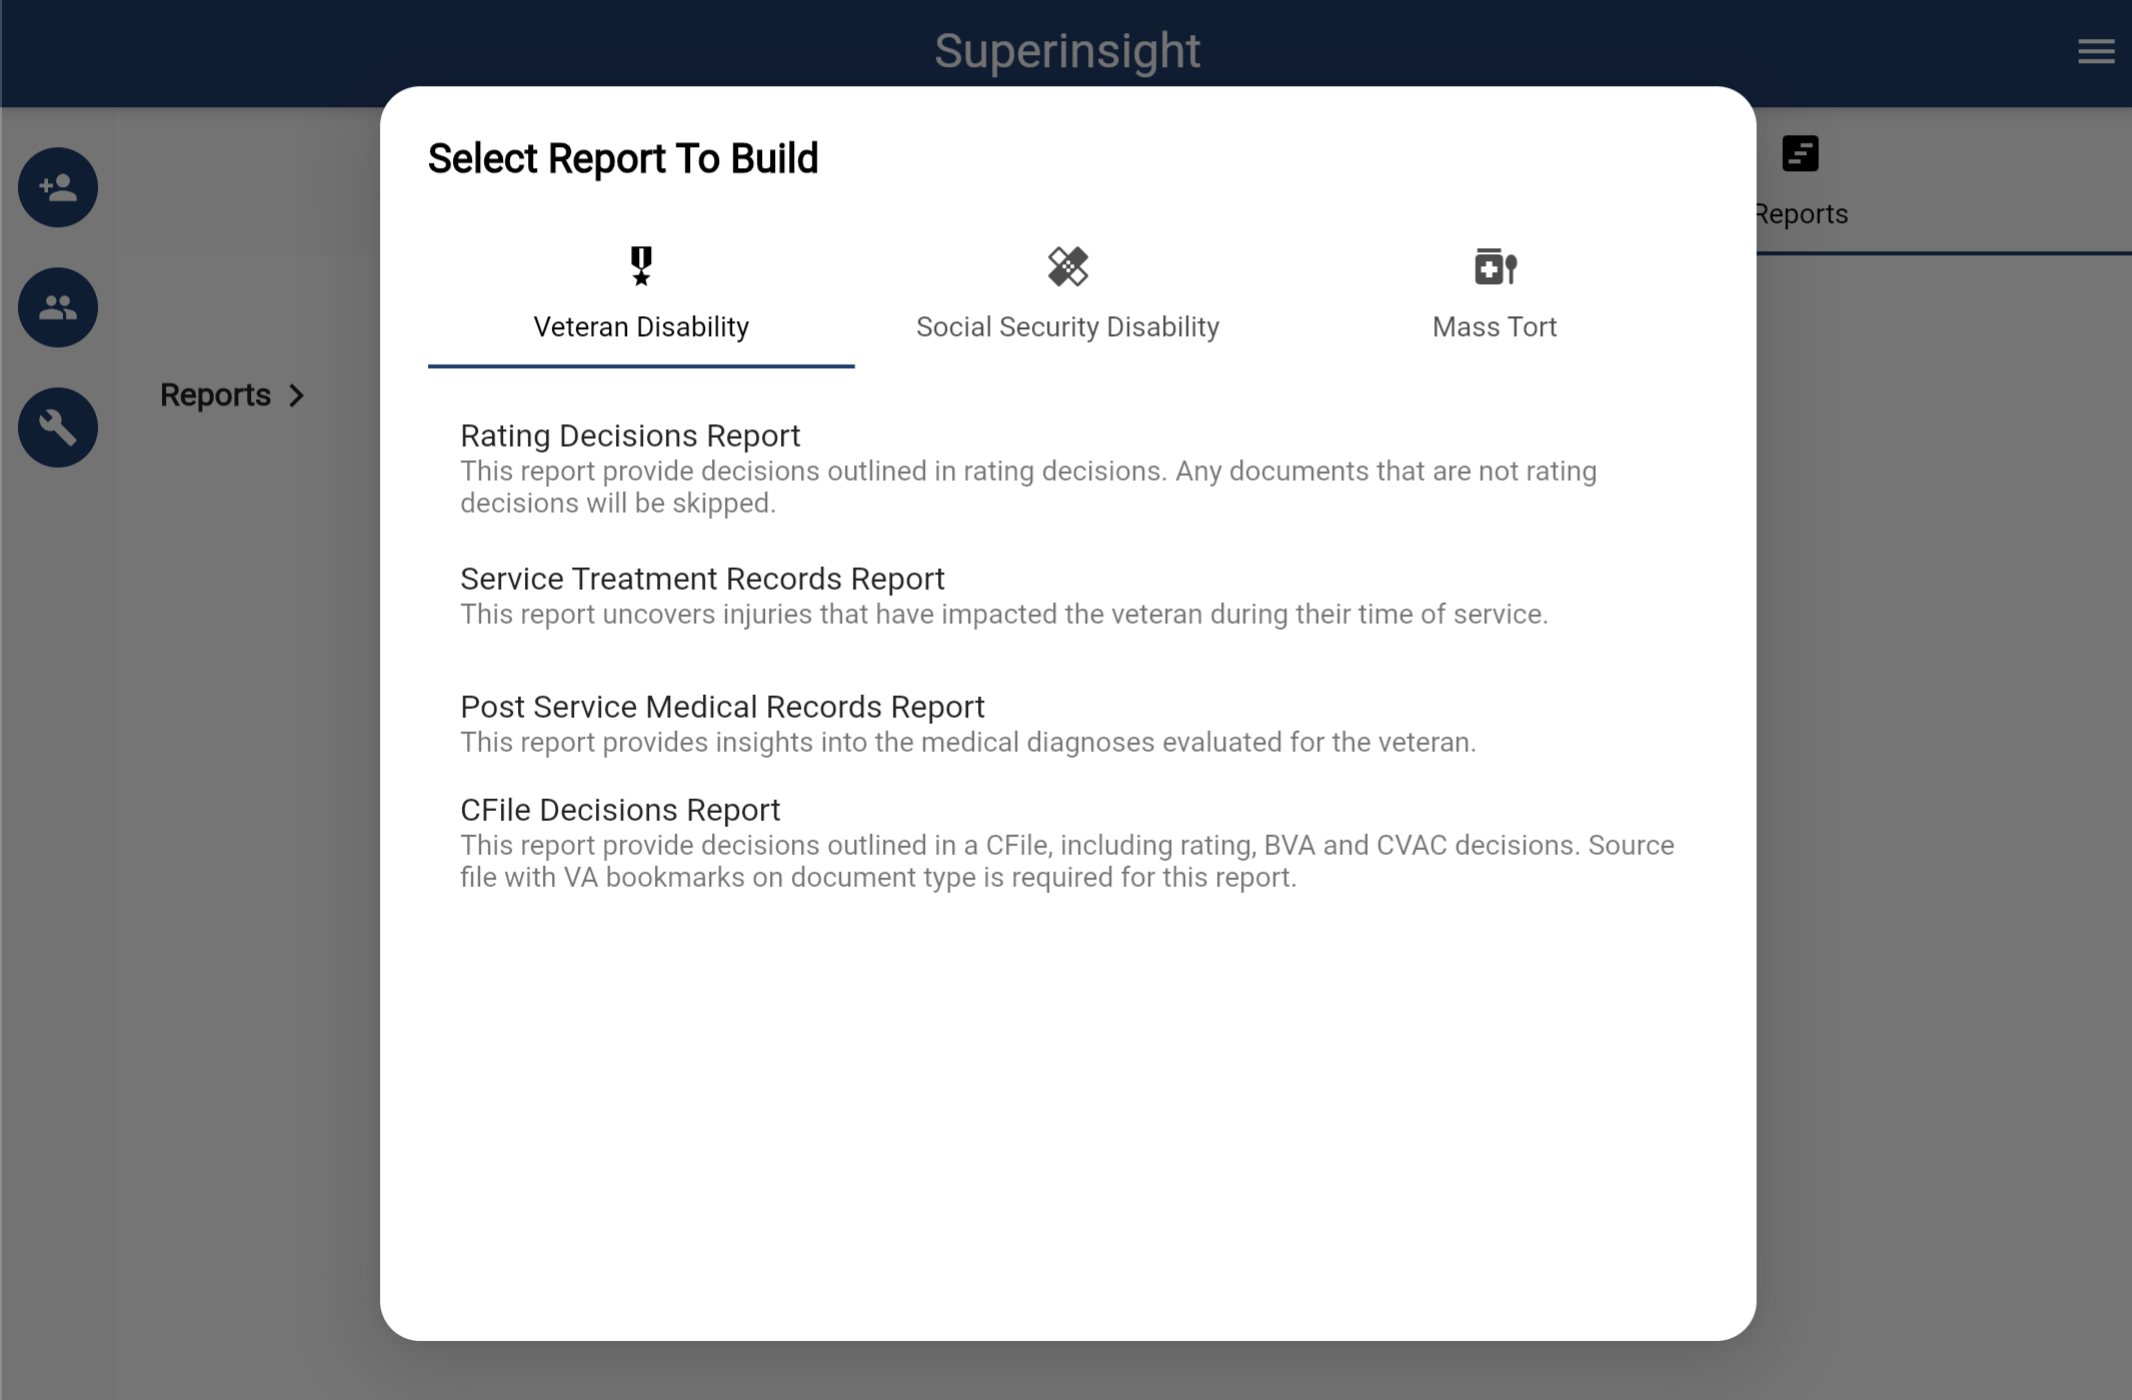 Superinsight
Select Report To Build
Reports
Veteran Disability
Social Security Disability
Mass Tort
Reports
Rating Decisions Report
This report provide decisions outlined in rating decisions. Any documents that are not rating
decisions will be skipped.
Service Treatment Records Report
This report uncovers injuries that have impacted the veteran during their time of service.
Post Service Medical Records Report
This report provides insights into the medical diagnoses evaluated for the veteran.
CFile Decisions Report
This report provide decisions outlined in a CFile, including rating, BVA and CVAC decisions. Source
file with VA bookmarks on document type is required for this report.